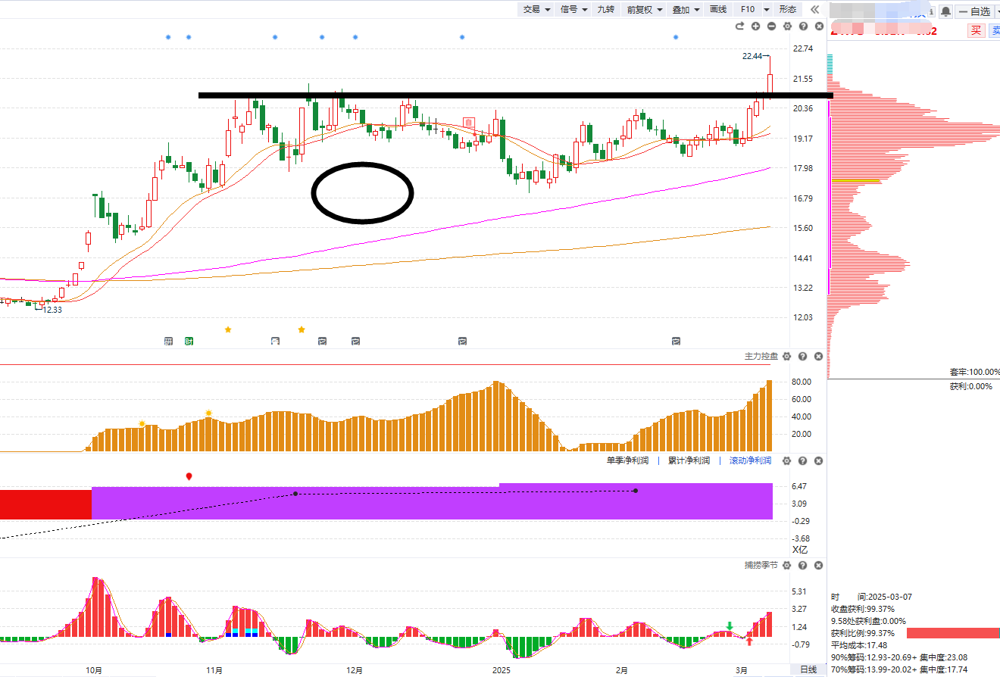 交易 信号 九转 前复权 叠加 画线 F10 形态
自选
买 卖
22.74
22.44
21.55
20.36
19.17
17.98
16.79
15.60
14.41
13.22
12.33
12.03
主力控盘
套牢:100.00%
获利:0.00%
80.00
60.00
40.00
20.00
单季净利润 | 累计净利润 | 滚动净利润
6.47
3.09
-0.29
-3.68
X亿
捕捞季节
5.31
3.27
1.24
-0.79
时 间:2025-03-07
收盘获利:99.37%
9.58处获利盘:0.00%
获利比例:99.37%
平均成本:17.48
90%筹码:12.93-20.69+ 集中度:23.08
70%筹码:13.99-20.02+ 集中度:17.74
10月 11月 12月 2025 2月 3月 日线